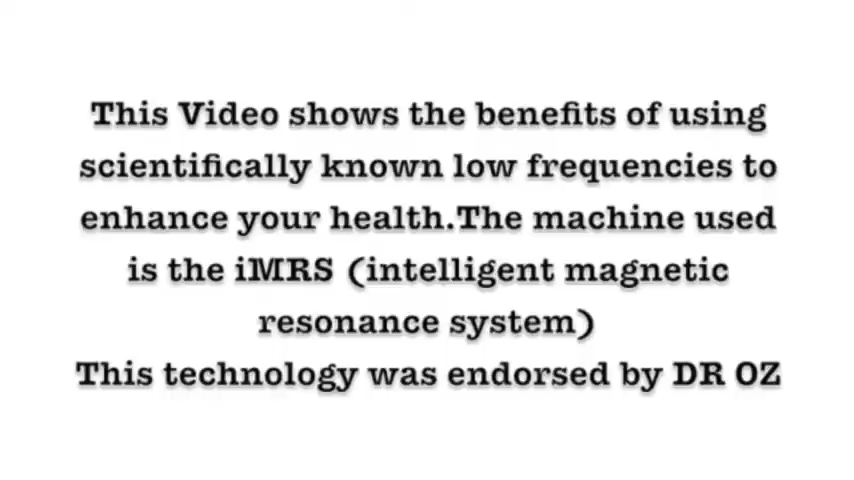 This Video shows the benefits of using
scientifically known low frequencies to
enhance your health.The machine used
is the iMRS (intelligent magnetic
resonance system)
This technology was endorsed by DR OZ